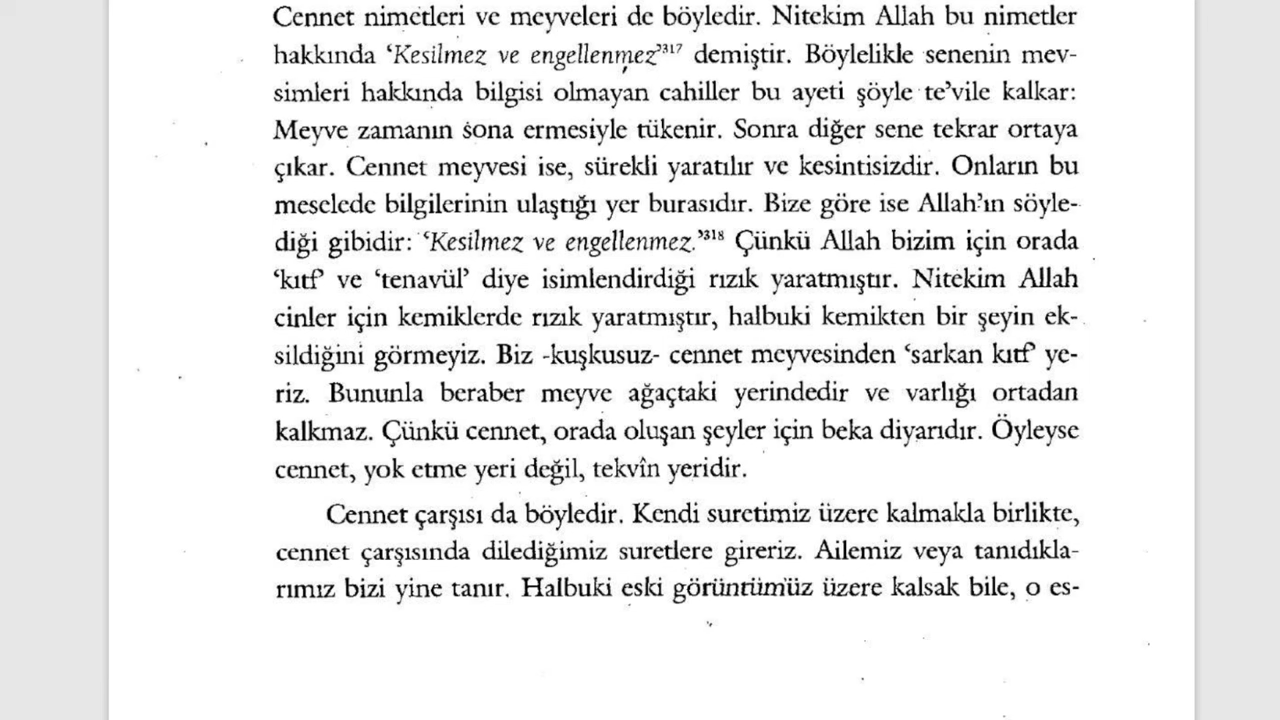 Cennet nimetleri ve meyveleri de böyledir. Nitekim Allah bu nimetler
hakkında ‘Kesilmez ve engellenmez’³¹⁷ demiştir. Böylelikle senenin mev-
simleri hakkında bilgisi olmayan cahiller bu ayeti şöyle te’vile kalkar:
Meyve zamanın sona ermesiyle tükenir. Sonra diğer sene tekrar ortaya
çıkar. Cennet meyvesi ise, sürekli yaratılır ve kesintisizdir. Onların bu
meselede bilgilerinin ulaştığı yer burasıdır. Bize göre ise Allah’ın söyle-
diği gibidir: ‘Kesilmez ve engellenmez.’³¹⁸ Çünkü Allah bizim için orada
‘kıtf’ ve ‘tenavül’ diye isimlendirdiği rızık yaratmıştır. Nitekim Allah
cinler için kemiklerde rızık yaratmıştır, halbuki kemikten bir şeyin ek-
sildiğini görmeyiz. Biz -kuşkusuz- cennet meyvesinden ‘sarkan kıtf’ ye-
riz. Bununla beraber meyve ağaçtaki yerindedir ve varlığı ortadan
kalkmaz. Çünkü cennet, orada oluşan şeyler için beka diyarıdır. Öyleyse
cennet, yok etme yeri değil, tekvîn yeridir.
Cennet çarşısı da böyledir. Kendi suretimiz üzere kalmakla birlikte,
cennet çarşısında dilediğimiz suretlere gireriz. Ailemiz veya tanıdıkla-
rımız bizi yine tanır. Halbuki eski görüntümüz üzere kalsak bile, o es-